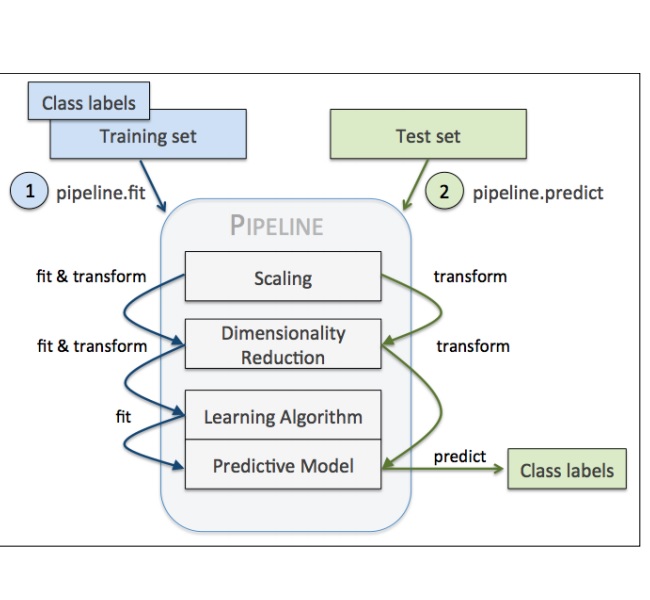 Class labels
Training set
Test set
1
pipeline.fit
2
pipeline.predict
PIPELINE
fit & transform
Scaling
transform
fit & transform
Dimensionality
Reduction
transform
fit
Learning Algorithm
Predictive Model
predict
Class labels